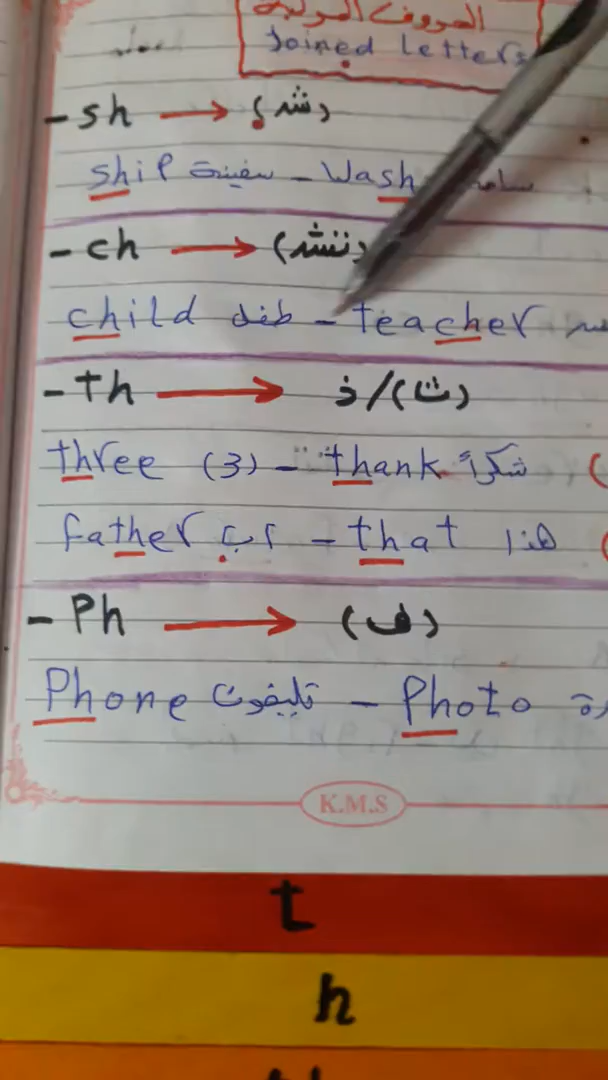 الحروف المركبة
Joined Letters
- sh → (ش)
ship سفينة - Wash
- ch → (تش)
child طفل - teacher
- Th → ذ/(ث)
three (3) - thank شكراً
father أب - that هذا
- Ph → (ف)
Phone تليفون - Photo
K.M.S
t
h